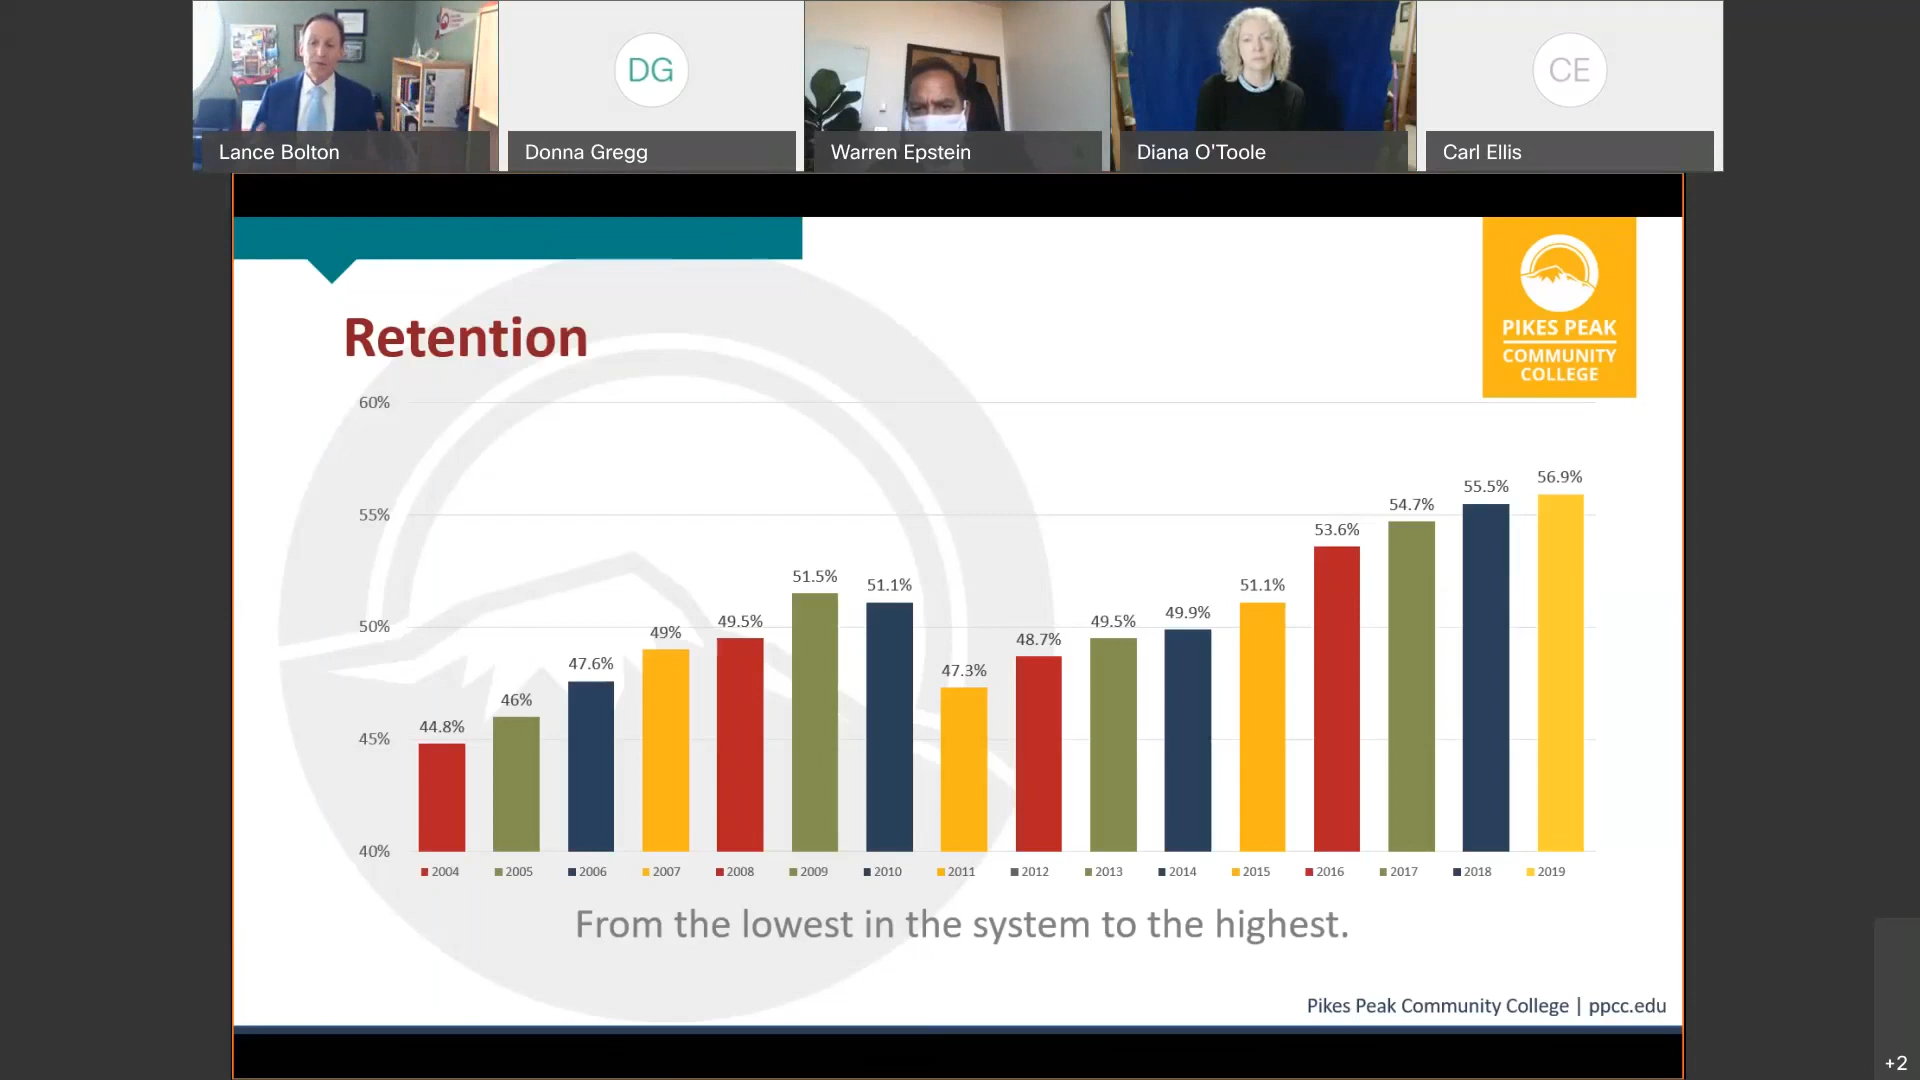 Lance Bolton
DG
Donna Gregg
Warren Epstein
Diana O'Toole
CE
Carl Ellis
PIKES PEAK
COMMUNITY
COLLEGE
Retention
60%
55%
50%
45%
40%
44.8%
46%
47.6%
49%
49.5%
51.5%
51.1%
47.3%
48.7%
49.5%
49.9%
51.1%
53.6%
54.7%
55.5%
56.9%
2004 2005 2006 2007 2008 2009 2010 2011 2012 2013 2014 2015 2016 2017 2018 2019
From the lowest in the system to the highest.
Pikes Peak Community College | ppcc.edu
+2